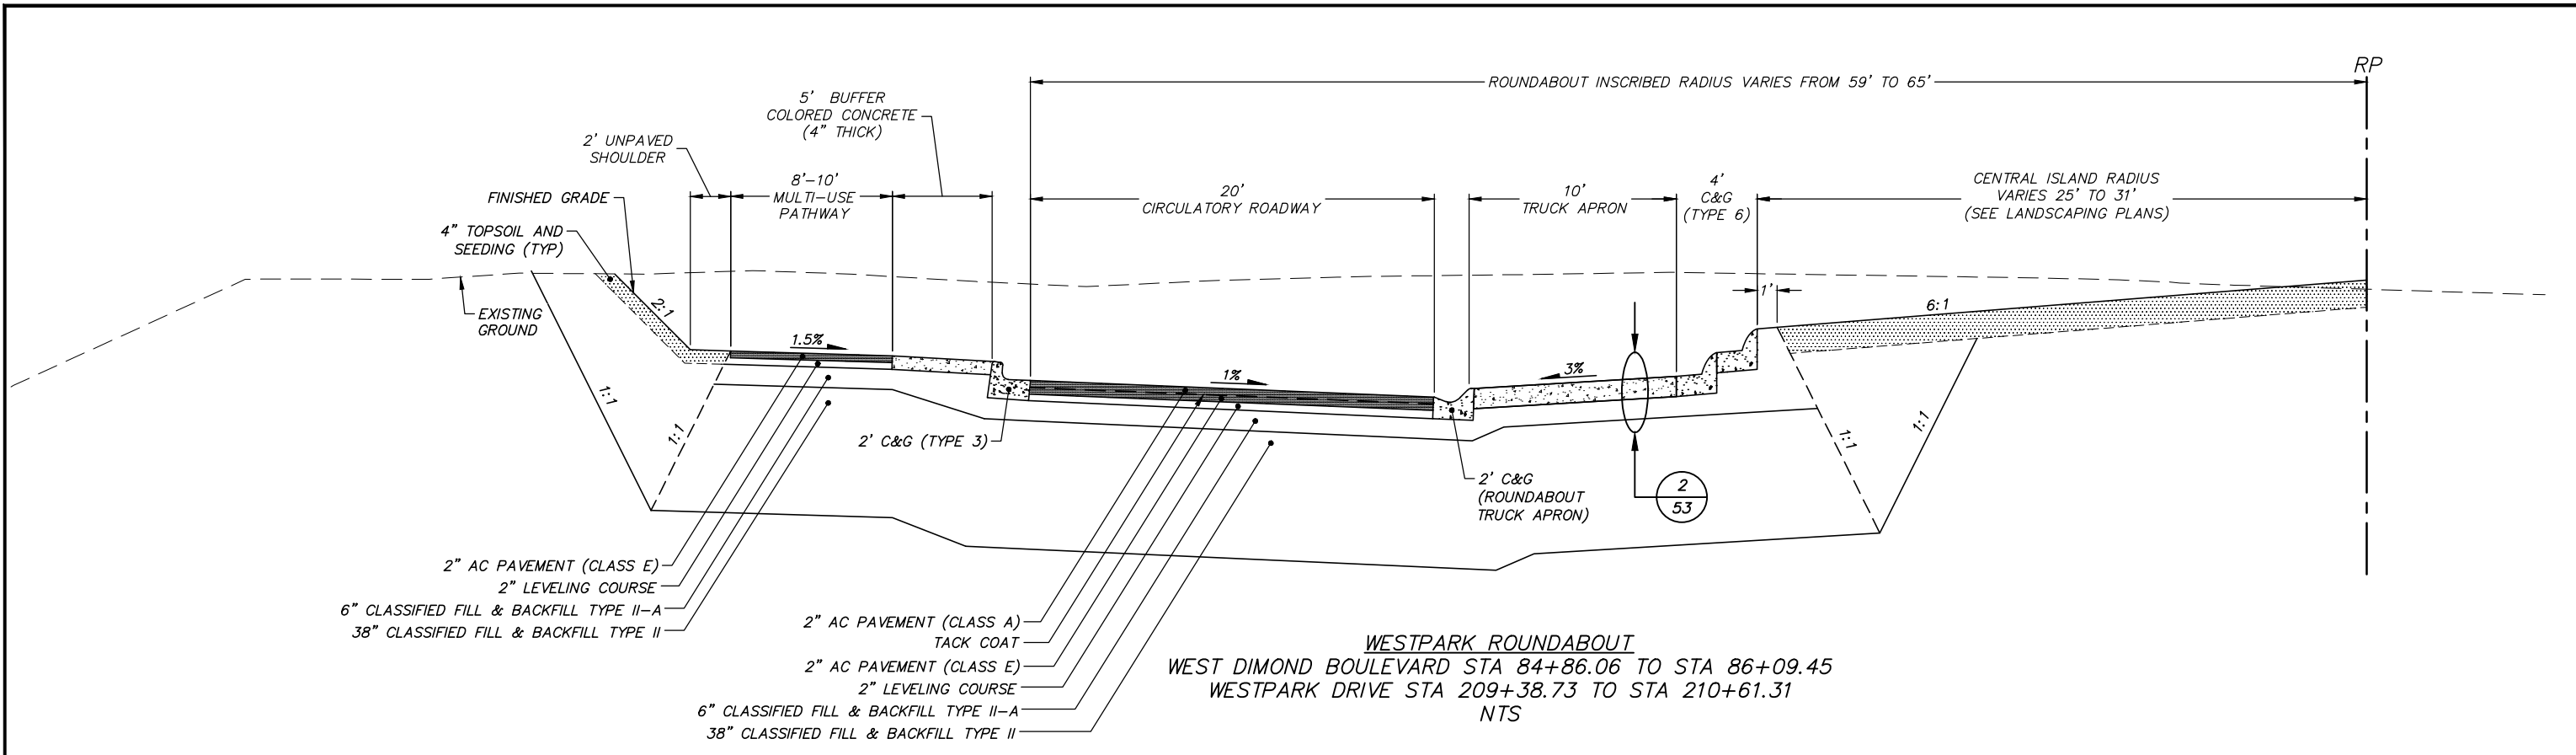 RP
ROUNDABOUT INSCRIBED RADIUS VARIES FROM 59' TO 65'
5' BUFFER
COLORED CONCRETE
(4" THICK)
2' UNPAVED
SHOULDER
8'-10'
MULTI-USE
PATHWAY
20'
CIRCULATORY ROADWAY
10'
TRUCK APRON
4'
C&G
(TYPE 6)
CENTRAL ISLAND RADIUS
VARIES 25' TO 31'
(SEE LANDSCAPING PLANS)
FINISHED GRADE
4" TOPSOIL AND
SEEDING (TYP)
EXISTING
GROUND
2:1
1.5%
1%
3%
1'
6:1
1:1
1:1
1:1
1:1
2' C&G (TYPE 3)
2' C&G
(ROUNDABOUT
TRUCK APRON)
2
53
2" AC PAVEMENT (CLASS E)
2" LEVELING COURSE
6" CLASSIFIED FILL & BACKFILL TYPE II-A
38" CLASSIFIED FILL & BACKFILL TYPE II
2" AC PAVEMENT (CLASS A)
TACK COAT
2" AC PAVEMENT (CLASS E)
2" LEVELING COURSE
6" CLASSIFIED FILL & BACKFILL TYPE II-A
38" CLASSIFIED FILL & BACKFILL TYPE II
WESTPARK ROUNDABOUT
WEST DIMOND BOULEVARD STA 84+86.06 TO STA 86+09.45
WESTPARK DRIVE STA 209+38.73 TO STA 210+61.31
NTS